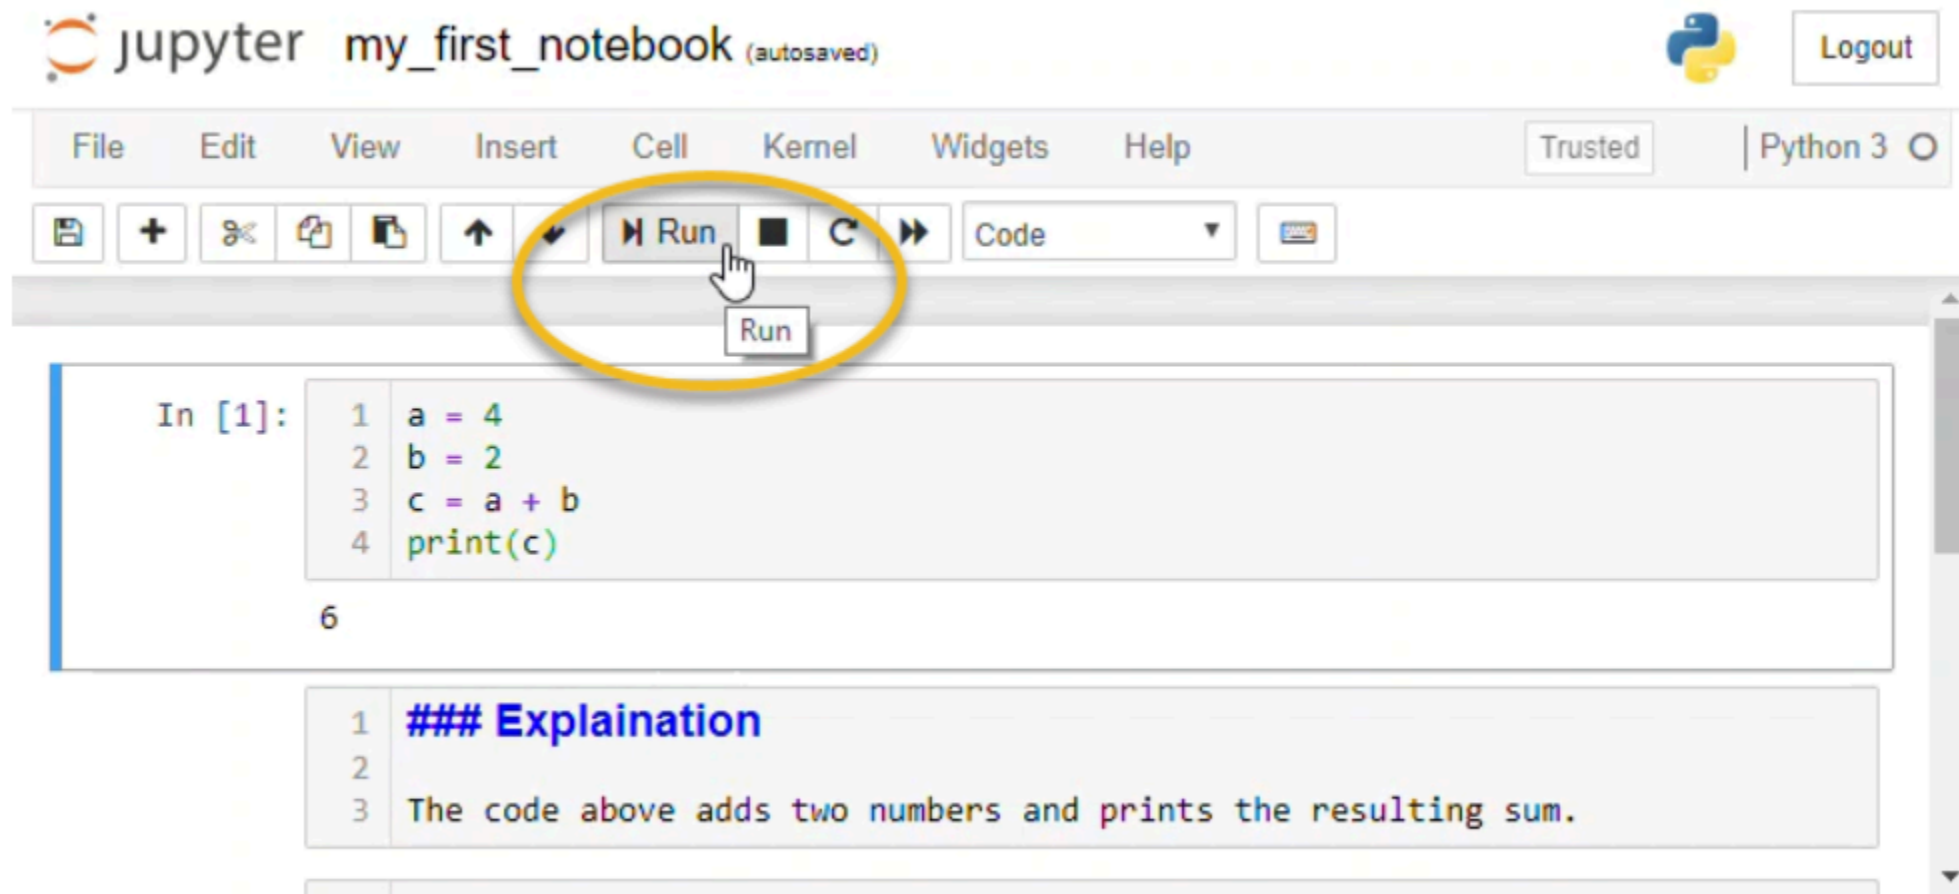 jupyter my_first_notebook (autosaved) Logout
File Edit View Insert Cell Kernel Widgets Help Trusted Python 3
Run Code
Run
In [1]:
1 a = 4
2 b = 2
3 c = a + b
4 print(c)
6
1 ### Explaination
2
3 The code above adds two numbers and prints the resulting sum.